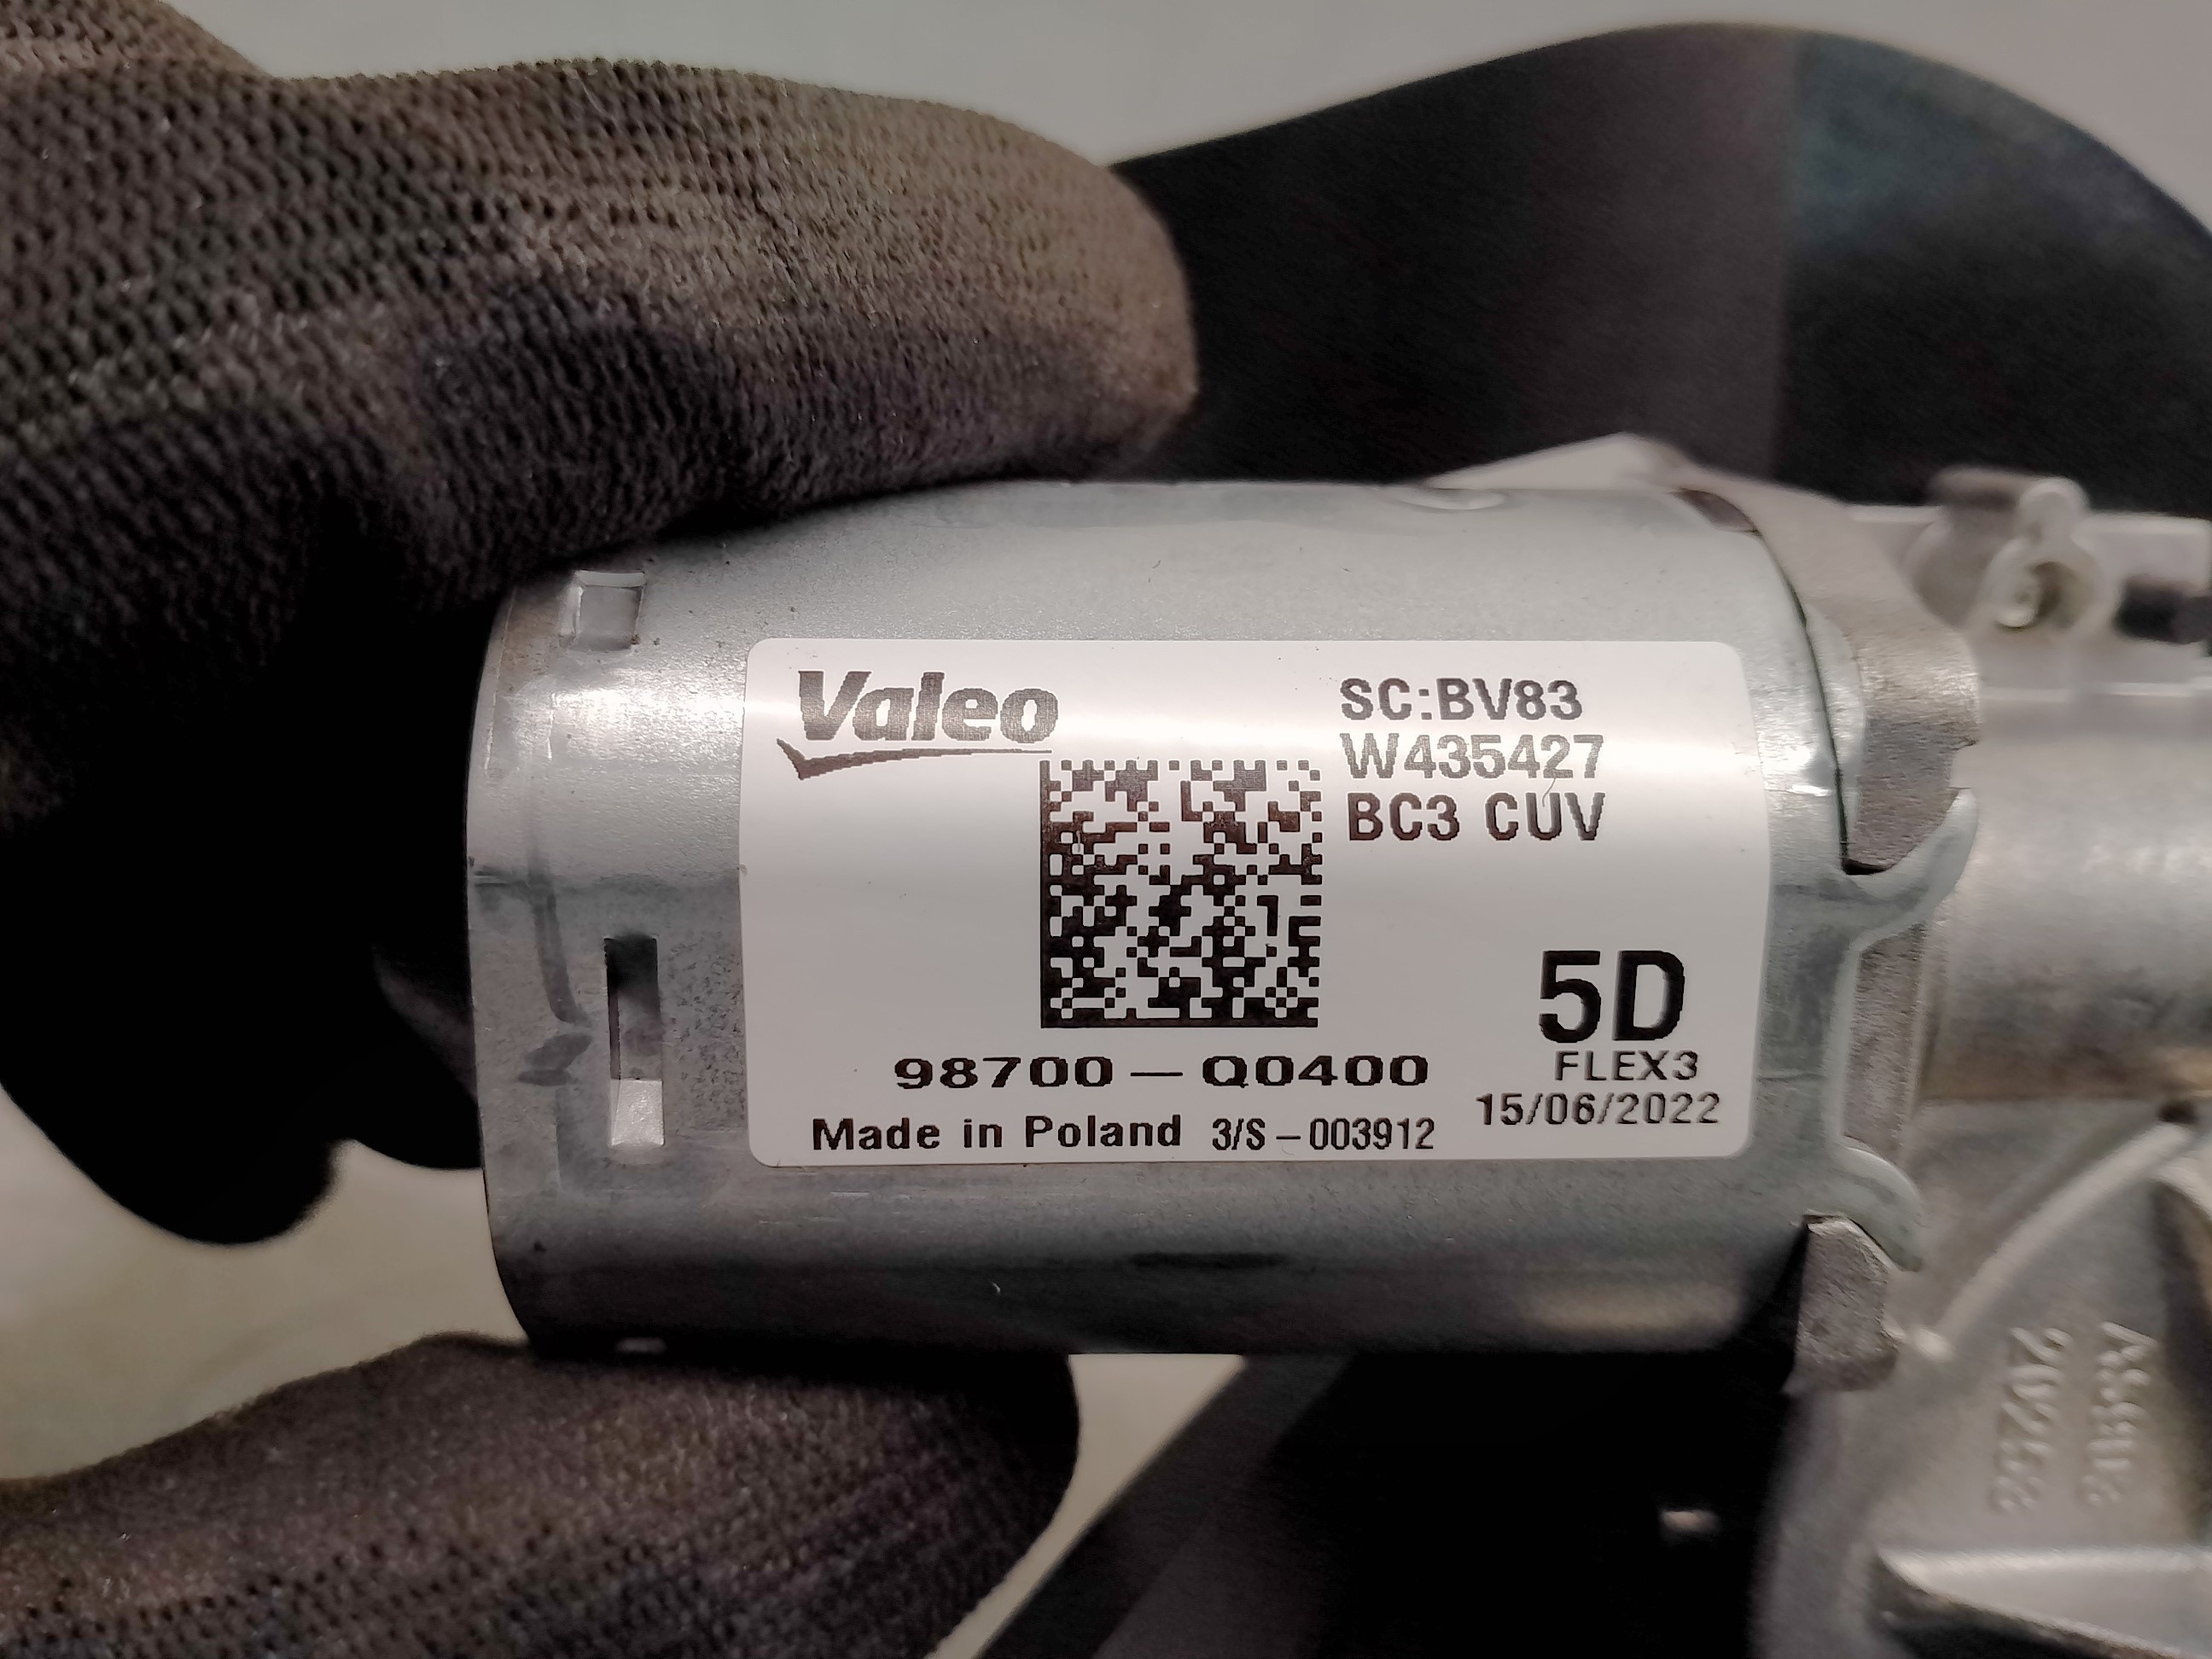 Valeo
SC:BV83
W435427
BC3 CUV
5D
98700-Q0400
FLEX3
15/06/2022
Made in Poland 3/S-003912